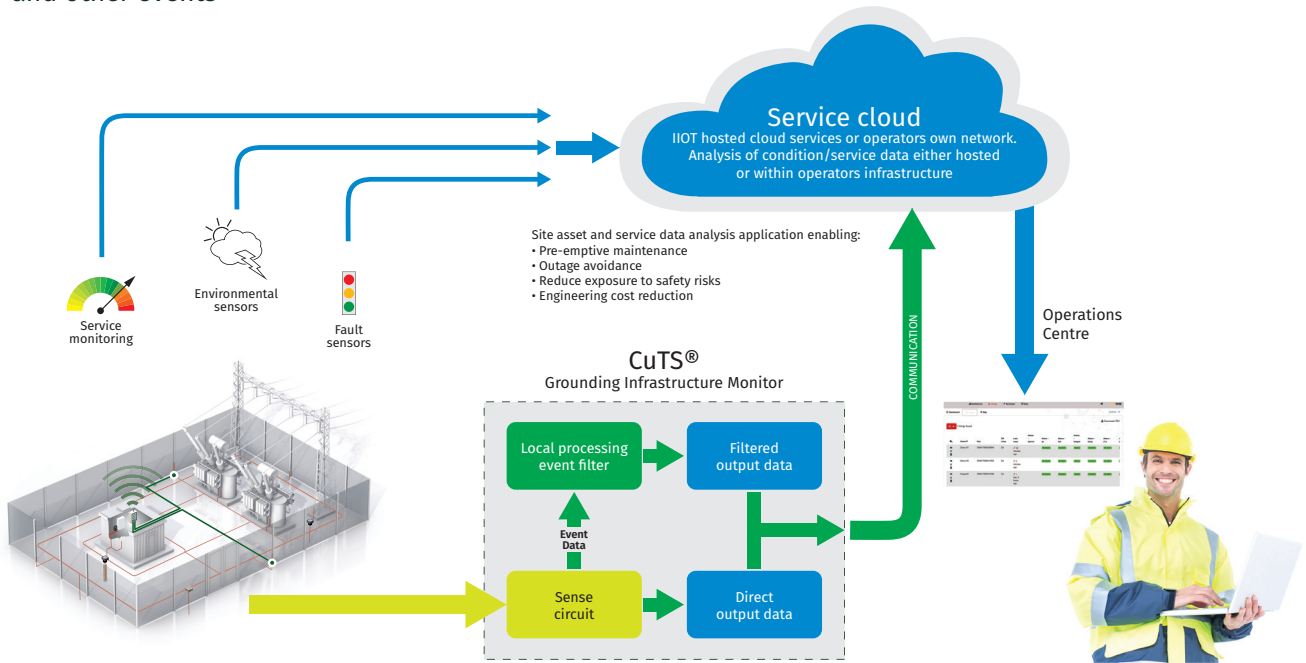 and other events
Service cloud
IIOT hosted cloud services or operators own network.
Analysis of condition/service data either hosted
or within operators infrastructure
Site asset and service data analysis application enabling:
• Pre-emptive maintenance
• Outage avoidance
• Reduce exposure to safety risks
• Engineering cost reduction
Service
monitoring
Environmental
sensors
Fault
sensors
COMMUNICATION
Operations
Centre
CuTS®
Grounding Infrastructure Monitor
Local processing
event filter
Filtered
output data
Event
Data
Sense
circuit
Direct
output data